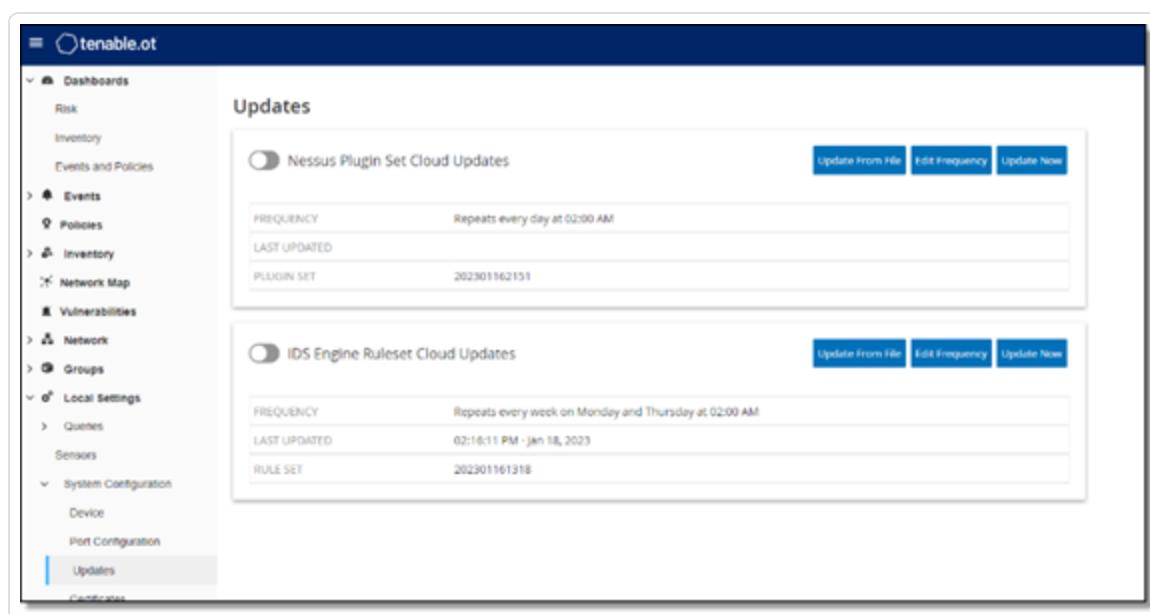 tenable.ot
Dashboards
Risk
Inventory
Events and Policies
Events
Policies
Inventory
Network Map
Vulnerabilities
Network
Groups
Local Settings
Queries
Sensors
System Configuration
Device
Port Configuration
Updates
Certificates
Updates
Nessus Plugin Set Cloud Updates
Update From File Edit Frequency Update Now
FREQUENCY Repeats every day at 02:00 AM
LAST UPDATED
PLUGIN SET 202301162151
IDS Engine Ruleset Cloud Updates
Update From File Edit Frequency Update Now
FREQUENCY Repeats every week on Monday and Thursday at 02:00 AM
LAST UPDATED 02:16:11 PM · Jan 18, 2023
RULE SET 202301161318